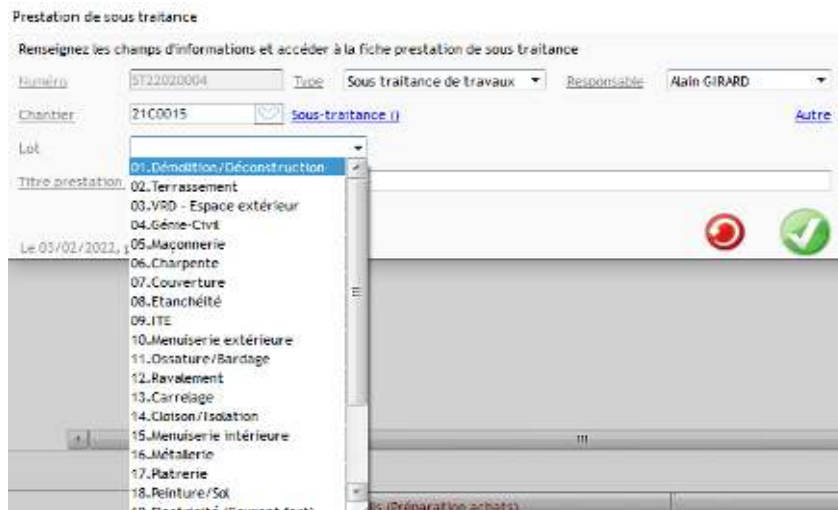 Prestation de sous traitance
Renseignez les champs d'informations et accéder à la fiche prestation de sous traitance
Numéro ST22020004 Type Sous traitance de travaux Responsable Alain GIRARD
Chantier 21C0015 Sous-traitance () Autre
Lot
Titre prestation
Le 03/02/2022,
01.Démolition/Déconstruction
02.Terrassement
03.VRD - Espace extérieur
04.Génie-Civil
05.Maçonnerie
06.Charpente
07.Couverture
08.Etanchéité
09.ITE
10.Menuiserie extérieure
11.Ossature/Bardage
12.Ravalement
13.Carrelage
14.Cloison/Isolation
15.Menuiserie intérieure
16.Métallerie
17.Platrerie
18.Peinture/Sol
(Préparation achats)